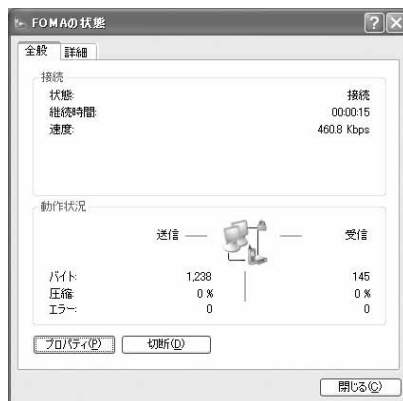 FOMAの状態
全般 詳細
接続
状態: 接続
継続時間: 00:00:15
速度: 460.8 Kbps
動作状況
送信 — — 受信
バイト: 1,238 145
圧縮: 0 % 0 %
エラー: 0 0
プロパティ(P) 切断(D)
閉じる(C)